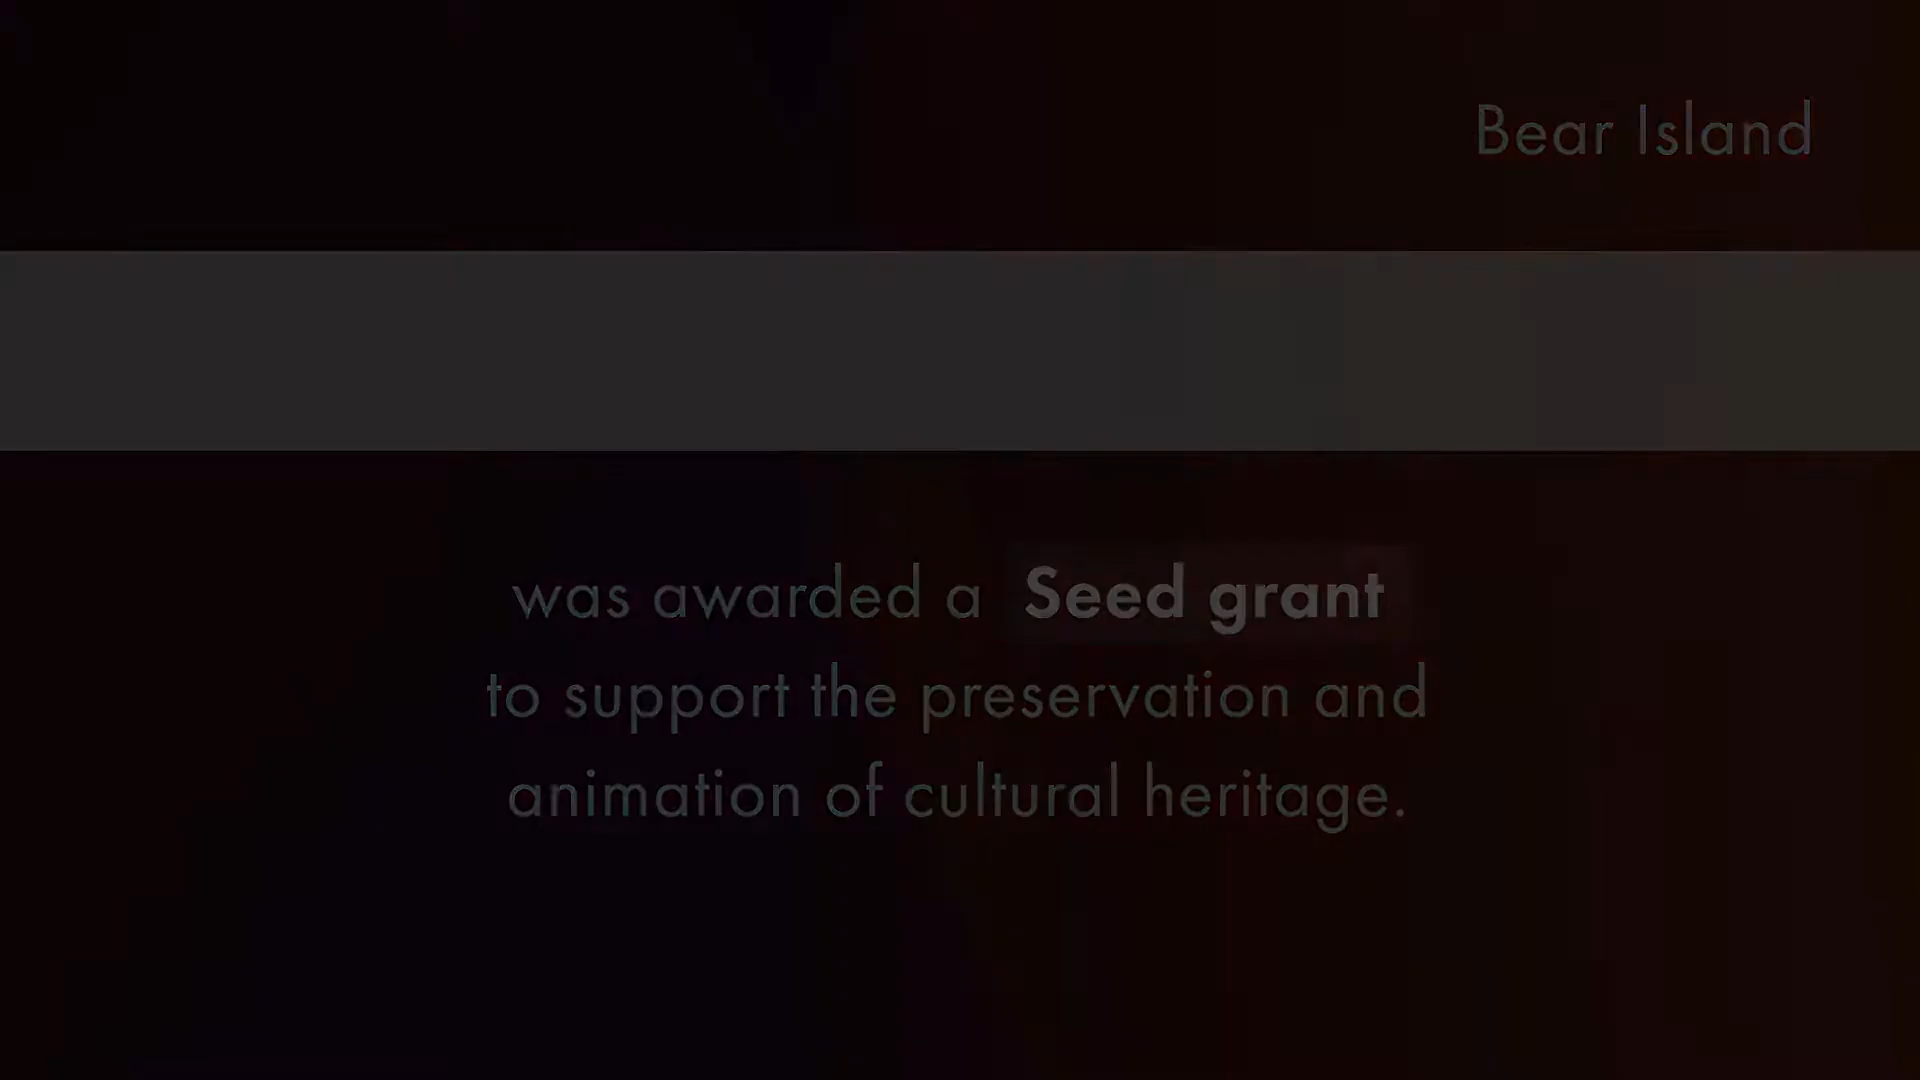 Bear Island
was awarded a Seed grant
to support the preservation and
animation of cultural heritage.